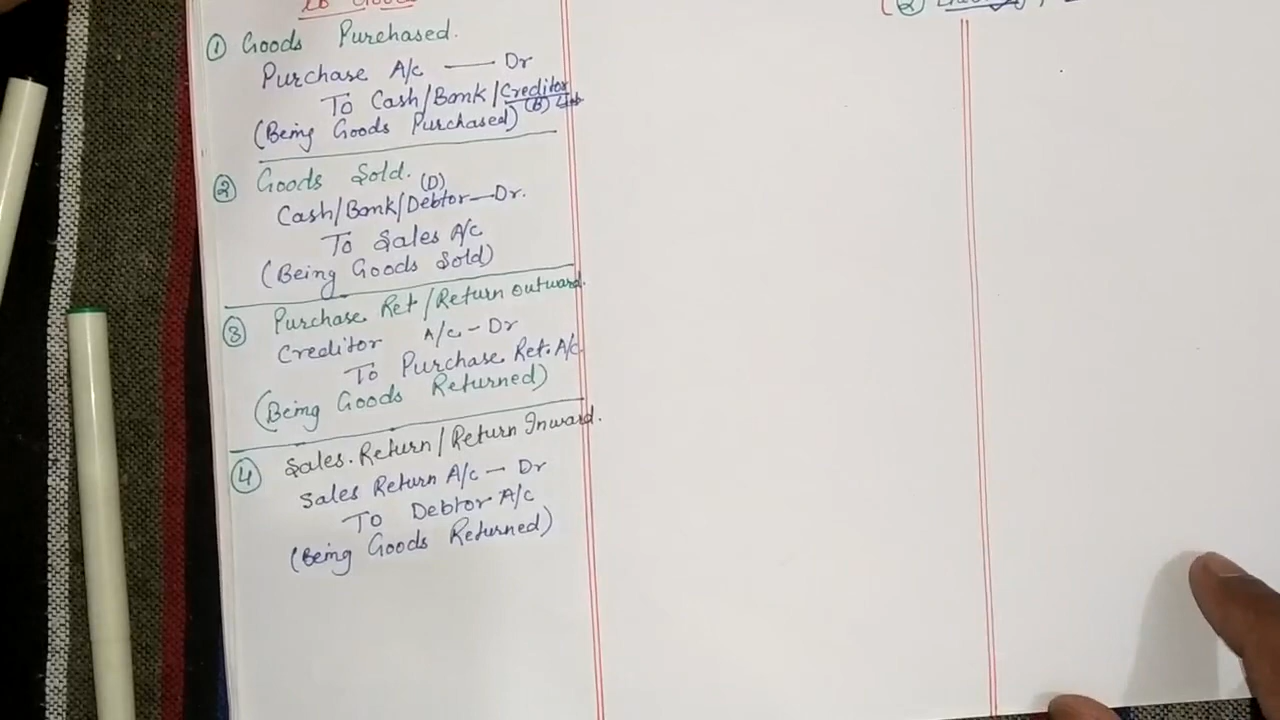 ① Goods Purchased.
Purchase A/c —— Dr
To Cash/Bank/Creditor
(B)
(Being Goods Purchased)
② Goods Sold.
(D)
Cash/Bank/Debtor—Dr.
To Sales A/c
(Being Goods Sold)
③ Purchase Ret/Return outward.
Creditor A/c - Dr
To Purchase Ret. A/c
(Being Goods Returned)
④ Sales.Return/Return Inward.
Sales Return A/c - Dr
To Debtor A/c
(Being Goods Returned)